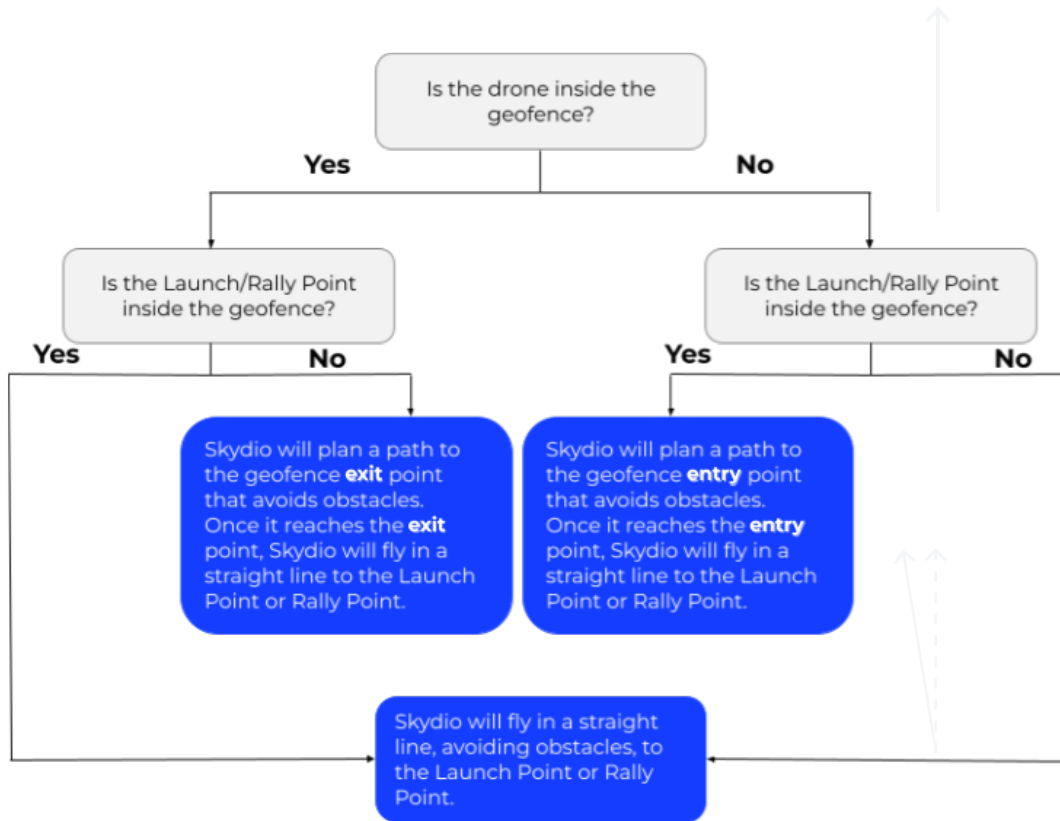 Is the drone inside the
geofence?
Yes
No
Is the Launch/Rally Point
inside the geofence?
Is the Launch/Rally Point
inside the geofence?
Yes
No
Yes
No
Skydio will plan a path to
the geofence exit point
that avoids obstacles.
Once it reaches the exit
point, Skydio will fly in a
straight line to the Launch
Point or Rally Point.
Skydio will plan a path to
the geofence entry point
that avoids obstacles.
Once it reaches the entry
point, Skydio will fly in a
straight line to the Launch
Point or Rally Point.
Skydio will fly in a straight
line, avoiding obstacles, to
the Launch Point or Rally
Point.